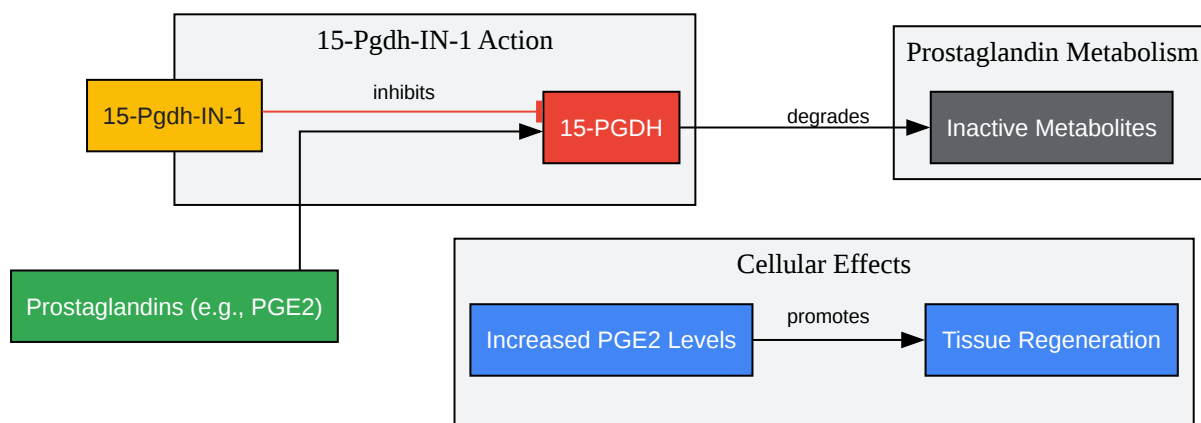 15-Pgdh-IN-1 Action
15-Pgdh-IN-1
inhibits
15-PGDH
degrades
Prostaglandin Metabolism
Inactive Metabolites
Prostaglandins (e.g., PGE2)
Cellular Effects
Increased PGE2 Levels
promotes
Tissue Regeneration